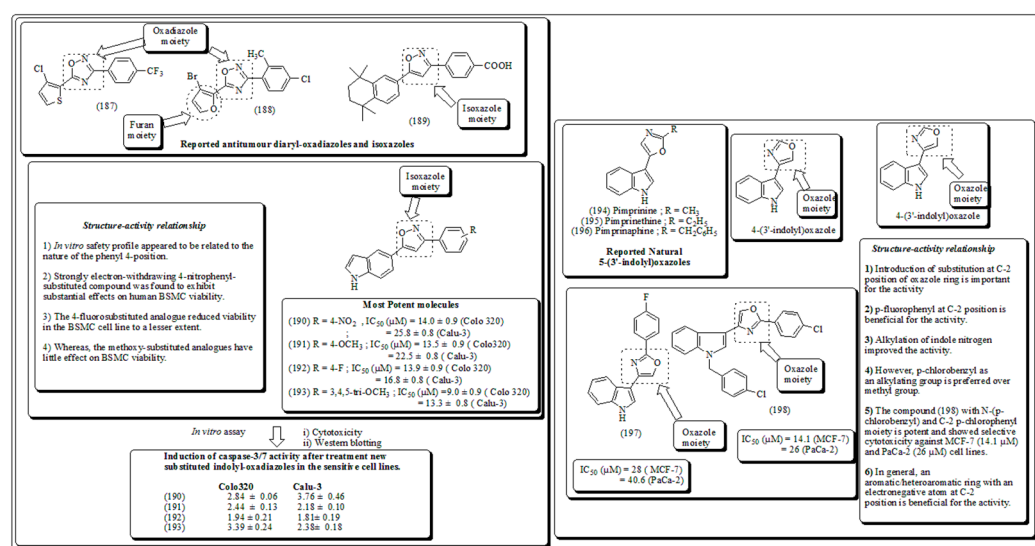 Oxadiazole
moiety
Cl
S
O
N
N
CF3
(187)
Br
O
O
N
N
H3C
Cl
(188)
Furan
moiety
O
N
COOH
(189)
Isoxazole
moiety
Reported antitumour diaryl-oxadiazoles and isoxazoles
Structure-activity relationship
1) In vitro safety profile appeared to be related to the
nature of the phenyl 4-position.
2) Strongly electron-withdrawing 4-nitrophenyl-
substituted compound was found to exhibit
substantial effects on human BSMC viability.
3) The 4-fluorosubstituted analogue reduced viability
in the BSMC cell line to a lesser extent.
4) Whereas, the methoxy-substituted analogues have
little effect on BSMC viability.
Isoxazole
moiety
O
N
R
N
H
Most Potent molecules
(190) R = 4-NO2 , IC50 (µM) = 14.0 ± 0.9 (Colo 320)
; = 25.8 ± 0.8 (Calu-3)
(191) R = 4-OCH3 ; IC50 (µM) = 13.5 ± 0.9 ( Colo320)
= 22.5 ± 0.8 (Calu-3)
(192) R = 4-F ; IC50 (µM) = 13.9 ± 0.9 ( Colo 320)
= 16.8 ± 0.8 ( Calu-3)
(193) R = 3,4,5-tri-OCH3 ; IC50 (µM) =9.0 ± 0.9 ( Colo 320)
= 13.3 ± 0.8 ( Calu-3)
In vitro assay
i) Cytotoxicity
ii) Western blotting
Induction of caspase-3/7 activity after treatment new
substituted indolyl-oxadiazoles in the sensitive cell lines.
Colo320 Calu-3
(190) 2.84 ± 0.06 3.76 ± 0.46
(191) 2.44 ± 0.13 2.18 ± 0.10
(192) 1.94 ± 0.21 1.81± 0.19
(193) 3.39 ± 0.24 2.38± 0.18
N
R
O
N
H
(194) Pimprinine ; R = CH3
(195) Pimprinethine ; R = C2H5
(196) Pimprinaphine ; R = CH2C6H5
Reported Natural
5-(3'-indolyl)oxazoles
N
O
N
H
Oxazole
moiety
4-(3'-indolyl)oxazole
N
O
N
H
Oxazole
moiety
4-(3'-indolyl)oxazole
F
N
O
N
H
(197)
Oxazole
moiety
IC50 (µM) = 28 ( MCF-7)
= 40.6 (PaCa-2)
N
O
Cl
N
Cl
Oxazole
moiety
(198)
IC50 (µM) = 14.1 (MCF-7)
= 26 (PaCa-2)
Structure-activity relationship
1) Introduction of substitution at C-2
position of oxazole ring is important
for the activity
2) p-fluorophenyl at C-2 position is
beneficial for the activity.
3) Alkylation of indole nitrogen
improved the activity.
4) However, p-chlorobenzyl as
an alkylating group is preferred over
methyl group.
5) The compound (198) with N-(p-
chlorobenzyl) and C-2 p-chlorophenyl
moiety is potent and showed selective
cytotoxicity against MCF-7 (14.1 µM)
and PaCa-2 (26 µM) cell lines.
6) In general, an
aromatic/heteroaromatic ring with an
electronegative atom at C-2
position is beneficial for the activity.